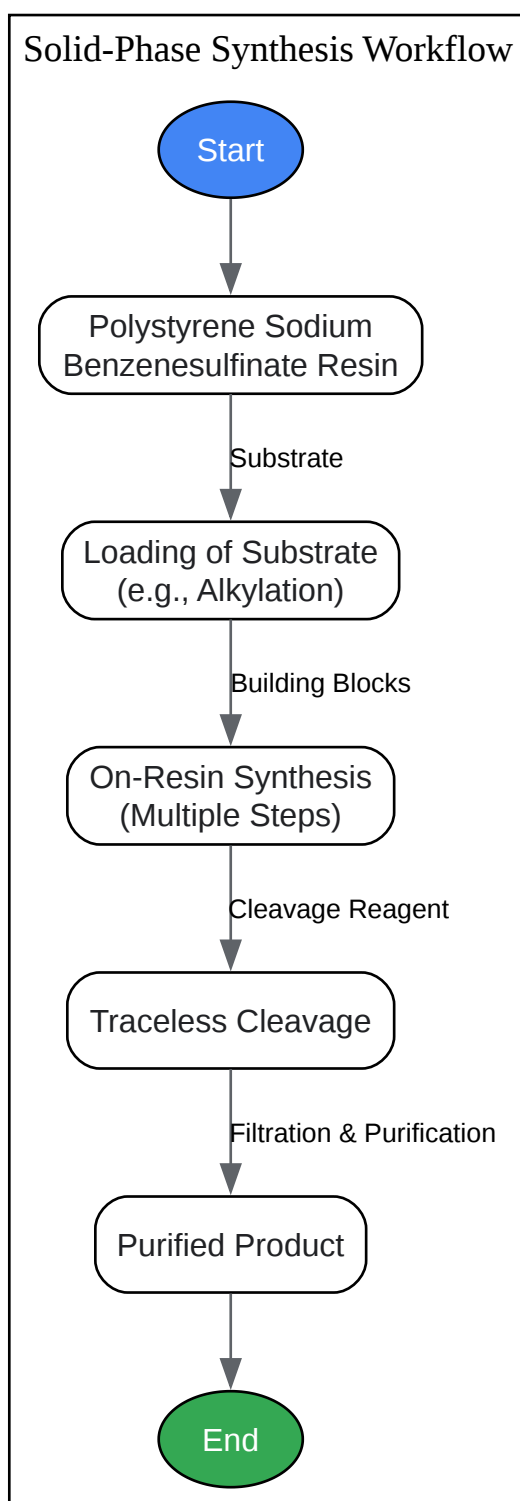 Solid-Phase Synthesis Workflow
Start
Polystyrene Sodium
Benzenesulfinate Resin
Substrate
Loading of Substrate
(e.g., Alkylation)
Building Blocks
On-Resin Synthesis
(Multiple Steps)
Cleavage Reagent
Traceless Cleavage
Filtration & Purification
Purified Product
End